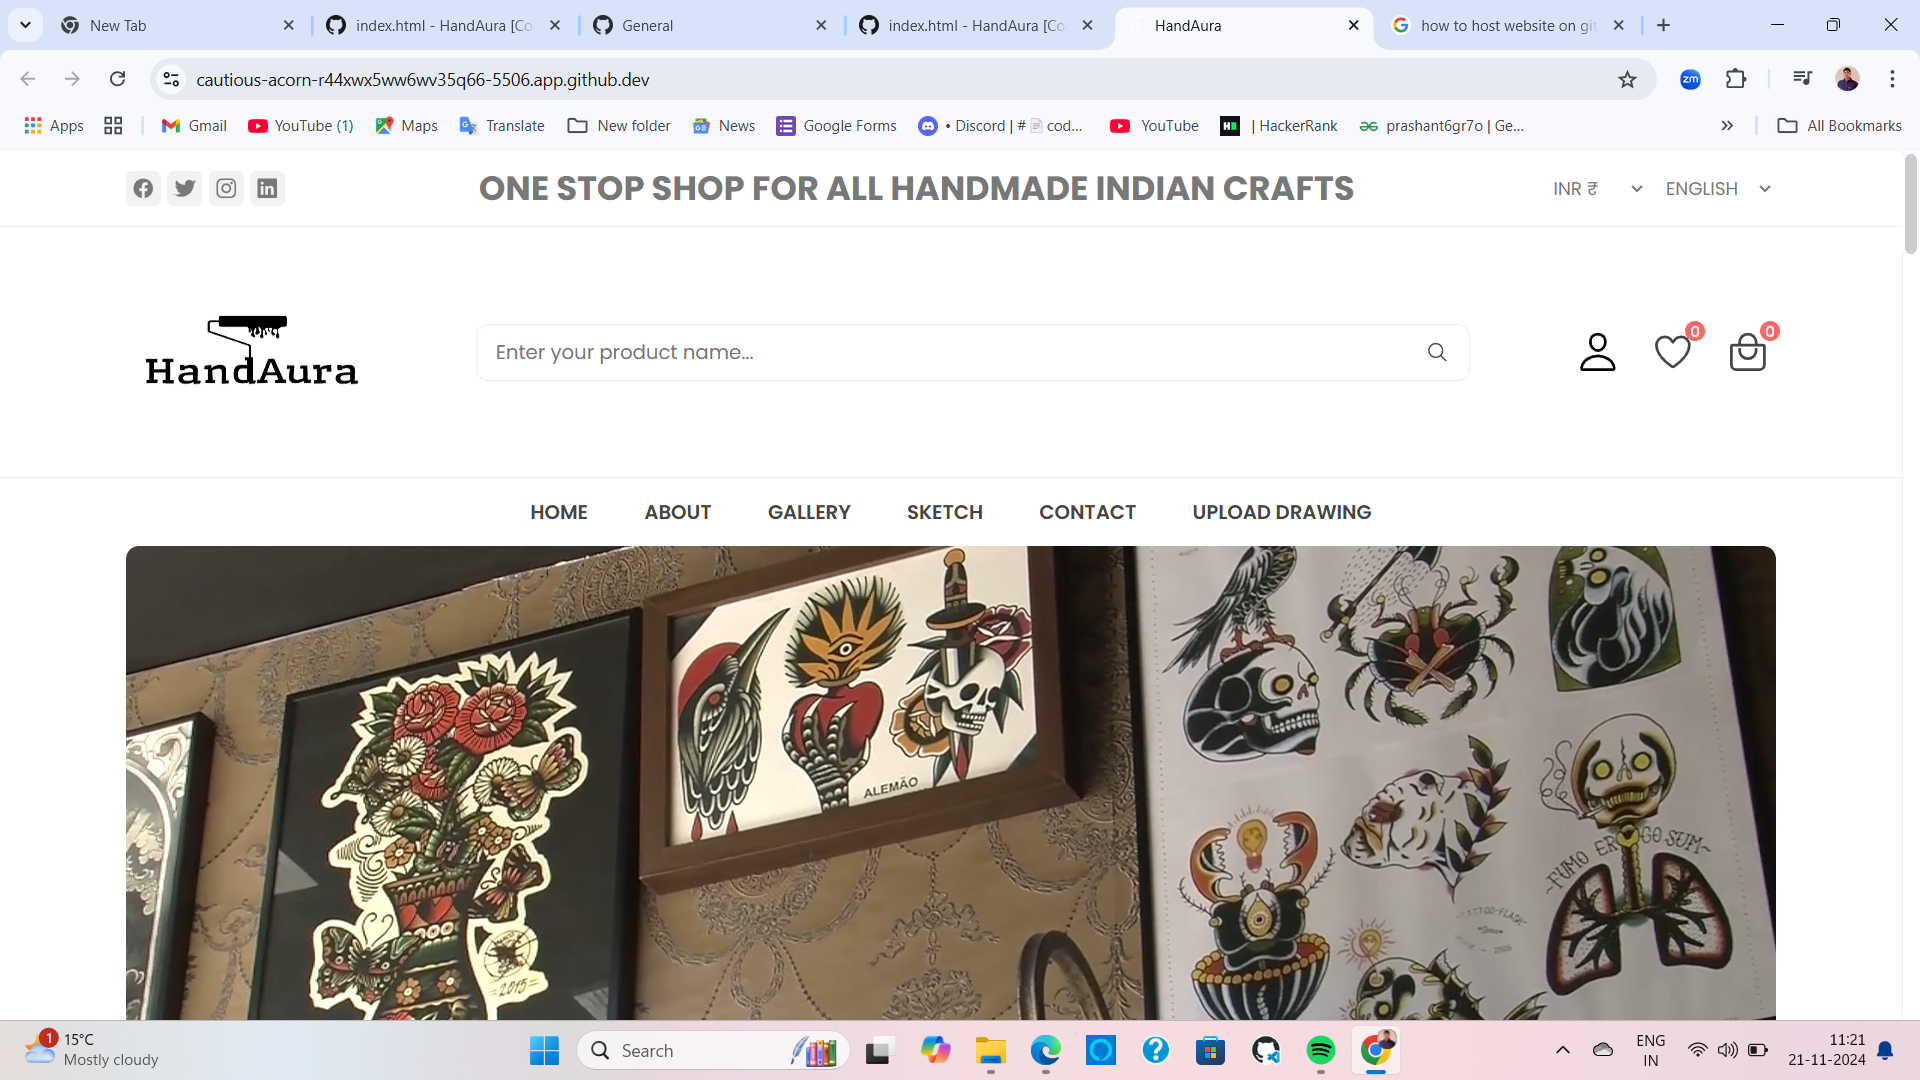 New Tab
index.html - HandAura [Co
General
index.html - HandAura [Co
HandAura
how to host website on git
cautious-acorn-r44xwx5ww6wv35q66-5506.app.github.dev
zm
Apps
Gmail
YouTube (1)
Maps
Translate
New folder
News
Google Forms
• Discord | # cod...
YouTube
| HackerRank
prashant6gr7o | Ge...
All Bookmarks
ONE STOP SHOP FOR ALL HANDMADE INDIAN CRAFTS
INR ₹
ENGLISH
HandAura
Enter your product name...
0
0
HOME
ABOUT
GALLERY
SKETCH
CONTACT
UPLOAD DRAWING
ALEMÃO
~FUMO ERGO SUM~
TATTOO-FLASH
=2015=
1
15°C
Mostly cloudy
Search
ENG
IN
11:21
21-11-2024